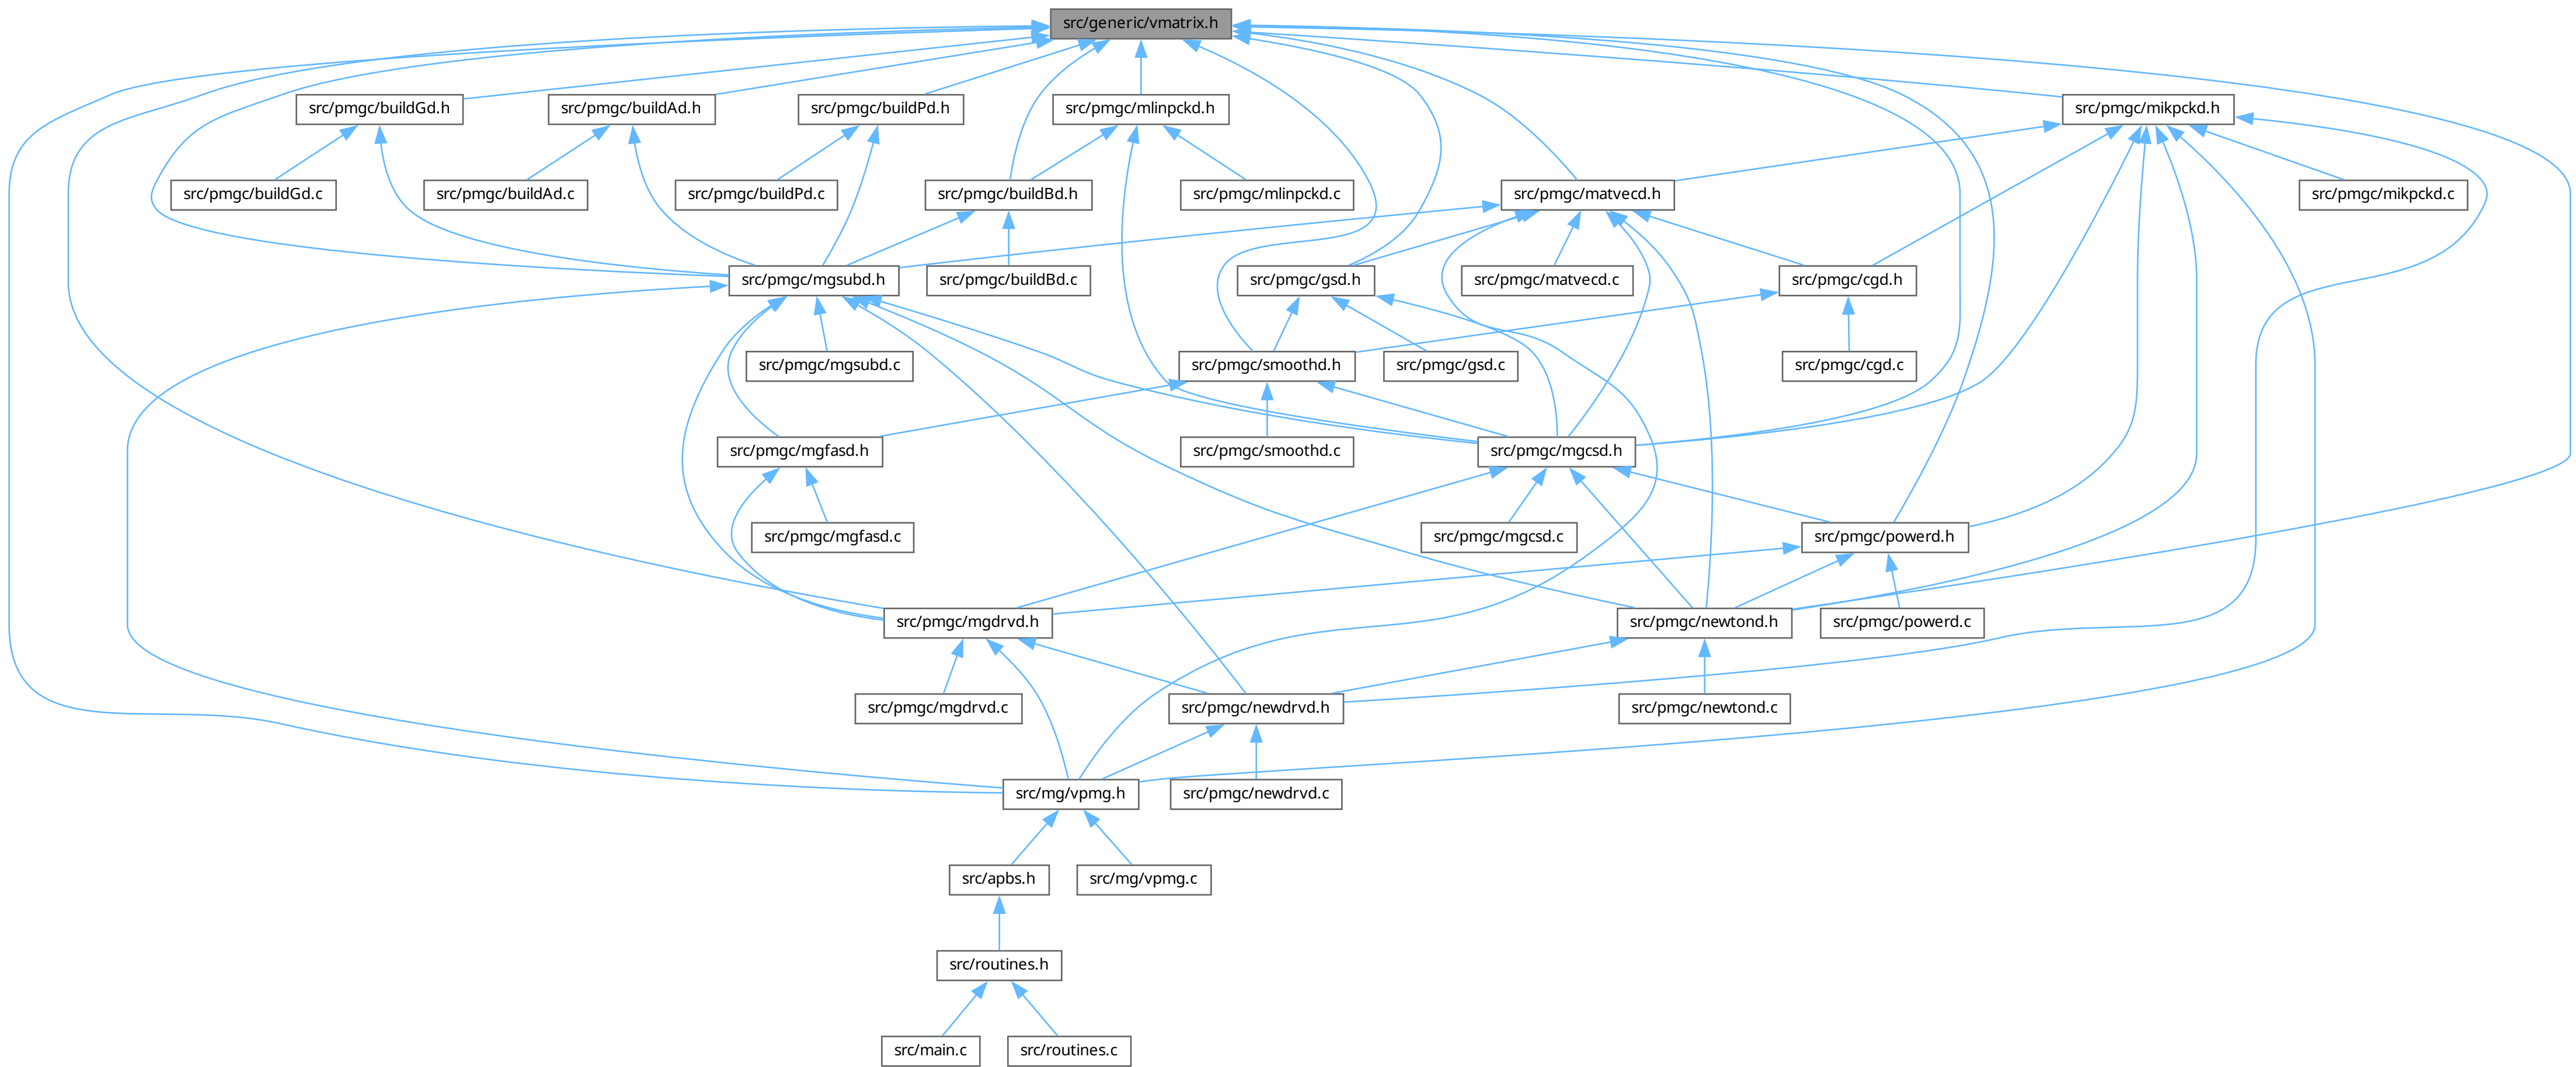 src/generic/vmatrix.h
src/pmgc/buildGd.h
src/pmgc/buildAd.h
src/pmgc/buildPd.h
src/pmgc/mlinpckd.h
src/pmgc/mikpckd.h
src/pmgc/buildGd.c
src/pmgc/buildAd.c
src/pmgc/buildPd.c
src/pmgc/buildBd.h
src/pmgc/mlinpckd.c
src/pmgc/matvecd.h
src/pmgc/mikpckd.c
src/pmgc/mgsubd.h
src/pmgc/buildBd.c
src/pmgc/gsd.h
src/pmgc/matvecd.c
src/pmgc/cgd.h
src/pmgc/mgsubd.c
src/pmgc/smoothd.h
src/pmgc/gsd.c
src/pmgc/cgd.c
src/pmgc/mgfasd.h
src/pmgc/smoothd.c
src/pmgc/mgcsd.h
src/pmgc/mgfasd.c
src/pmgc/mgcsd.c
src/pmgc/powerd.h
src/pmgc/mgdrvd.h
src/pmgc/newtond.h
src/pmgc/powerd.c
src/pmgc/mgdrvd.c
src/pmgc/newdrvd.h
src/pmgc/newtond.c
src/mg/vpmg.h
src/pmgc/newdrvd.c
src/apbs.h
src/mg/vpmg.c
src/routines.h
src/main.c
src/routines.c